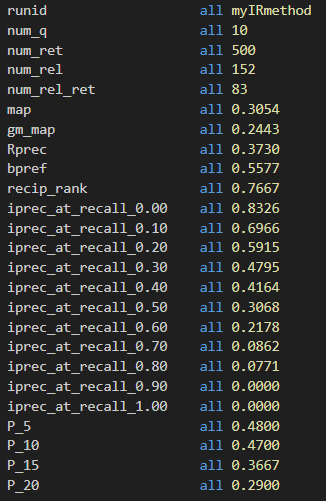 runid all myIRmethod
num_q all 10
num_ret all 500
num_rel all 152
num_rel_ret all 83
map all 0.3054
gm_map all 0.2443
Rprec all 0.3730
bpref all 0.5577
recip_rank all 0.7667
iprec_at_recall_0.00 all 0.8326
iprec_at_recall_0.10 all 0.6966
iprec_at_recall_0.20 all 0.5915
iprec_at_recall_0.30 all 0.4795
iprec_at_recall_0.40 all 0.4164
iprec_at_recall_0.50 all 0.3068
iprec_at_recall_0.60 all 0.2178
iprec_at_recall_0.70 all 0.0862
iprec_at_recall_0.80 all 0.0771
iprec_at_recall_0.90 all 0.0000
iprec_at_recall_1.00 all 0.0000
P_5 all 0.4800
P_10 all 0.4700
P_15 all 0.3667
P_20 all 0.2900